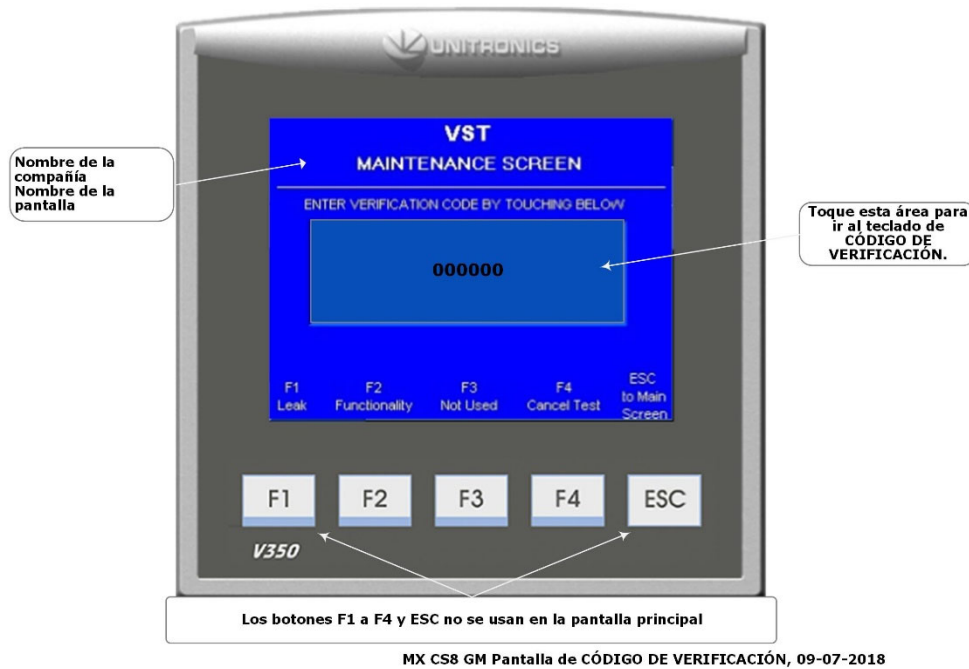 UNITRONICS
VST
MAINTENANCE SCREEN
Nombre de la
compañía
Nombre de la
pantalla
ENTER VERIFICATION CODE BY TOUCHING BELOW
000000
Toque esta área para
ir al teclado de
CÓDIGO DE
VERIFICACIÓN.
F1
Leak
F2
Functionality
F3
Not Used
F4
Cancel Test
ESC
to Main
Screen
F1
F2
F3
F4
ESC
V350
Los botones F1 a F4 y ESC no se usan en la pantalla principal
MX CS8 GM Pantalla de CÓDIGO DE VERIFICACIÓN, 09-07-2018